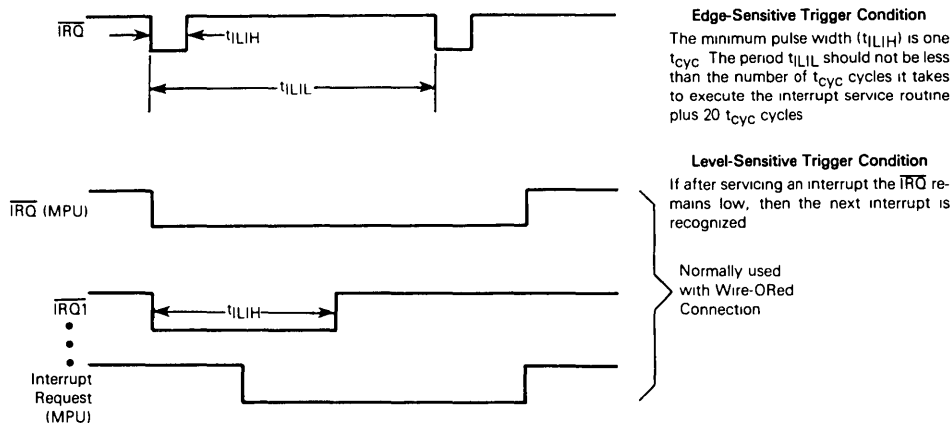 IRQ
tILIH
tILIL
Edge-Sensitive Trigger Condition
The minimum pulse width (tILIH) is one
tcyc The period tILIL should not be less
than the number of tcyc cycles it takes
to execute the interrupt service routine
plus 20 tcyc cycles
Level-Sensitive Trigger Condition
If after servicing an interrupt the IRQ re-
mains low, then the next interrupt is
recognized
IRQ (MPU)
IRQ1
tILIH
Interrupt
Request
(MPU)
Normally used
with Wire-ORed
Connection